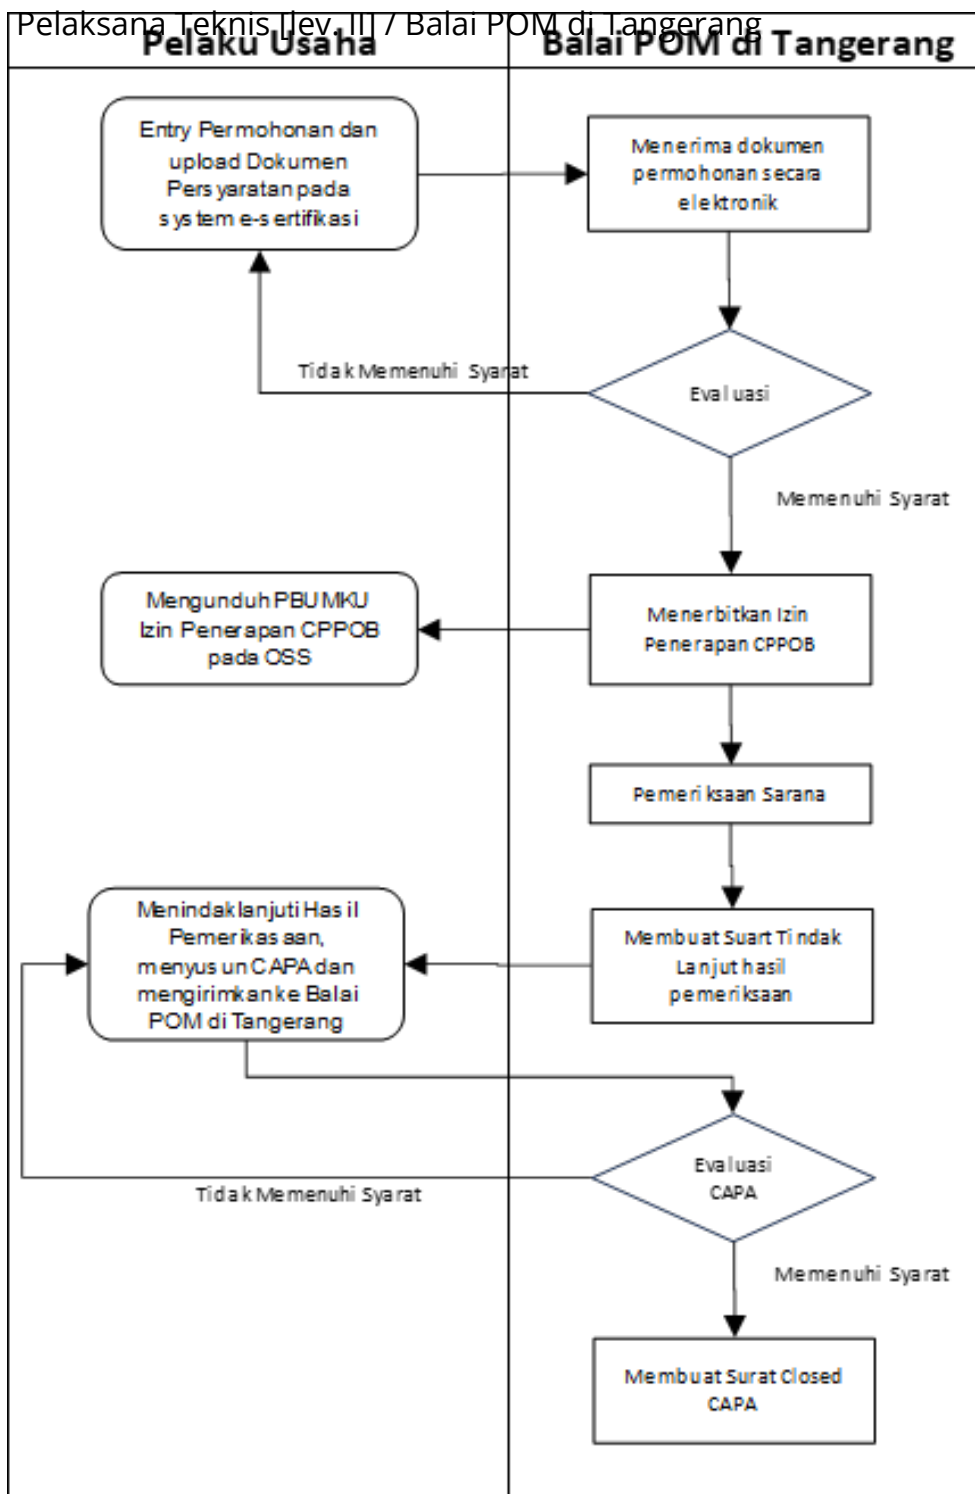 Pelaksana Teknis [lev. III] / Balai POM di Tangerang
Pelaku Usaha
Balai POM di Tangerang
Entry Permohonan dan
upload Dokumen
Persyaratan pada
system e-sertifikasi
Menerima dokumen
permohonan secara
elektronik
Tidak Memenuhi Syarat
Evaluasi
Memenuhi Syarat
Mengunduh PBUMKU
Izin Penerapan CPPOB
pada OSS
Menerbitkan Izin
Penerapan CPPOB
Pemeriksaan Sarana
Menindaklanjuti Hasil
Pemerikasaan,
menyusun CAPA dan
mengirimkan ke Balai
POM di Tangerang
Membuat Suart Tindak
Lanjut hasil
pemeriksaan
Evaluasi
CAPA
Tidak Memenuhi Syarat
Memenuhi Syarat
Membuat Surat Closed
CAPA